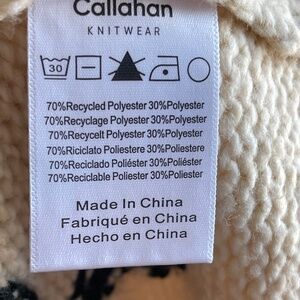 Callahan
KNITWEAR
30
70%Recycled Polyester 30%Polyester
70%Recyclage Polyestere 30%Polyester
70%Recycelt Polyester 30%Polyester
70%Riciclato Poliestere 30%Poliestere
70%Reciclado Poliéster 30%Poliéster
70%Reciclable Poliéster 30%Poliester
Made In China
Fabriqué en China
Hecho en China